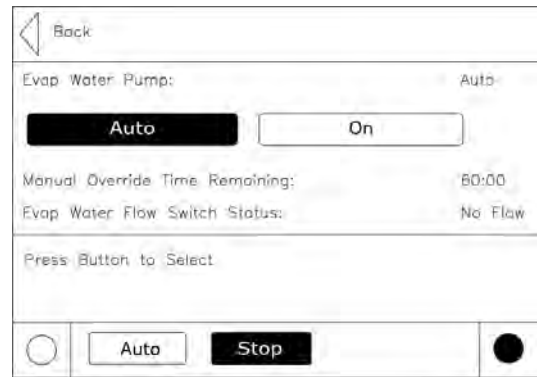 Back
Evap Water Pump: Auto
Auto On
Manual Override Time Remaining: 60:00
Evap Water Flow Switch Status: No Flow
Press Button to Select
Auto Stop